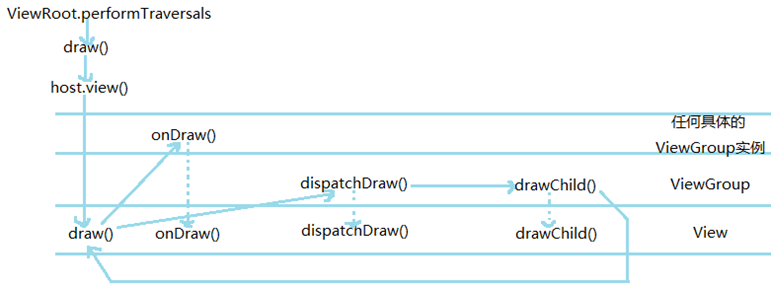 ViewRoot.performTraversals
draw()
host.view()
任何具体的
onDraw()
ViewGroup实例
dispatchDraw()
drawChild()
ViewGroup
draw()
onDraw()
dispatchDraw()
drawChild()
View